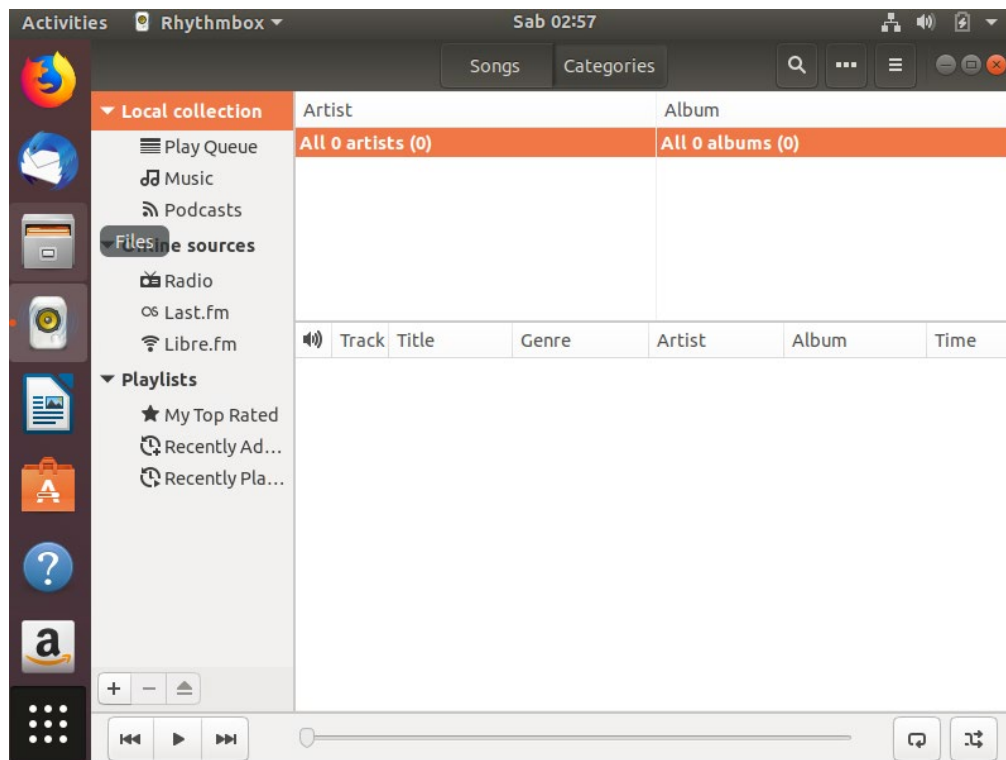 Activities Rhythmbox Sab 02:57
Songs Categories
Local collection
Play Queue
Music
Podcasts
Files
Online sources
Radio
Last.fm
Libre.fm
Playlists
My Top Rated
Recently Ad...
Recently Pla...
Artist Album
All 0 artists (0) All 0 albums (0)
Track Title Genre Artist Album Time